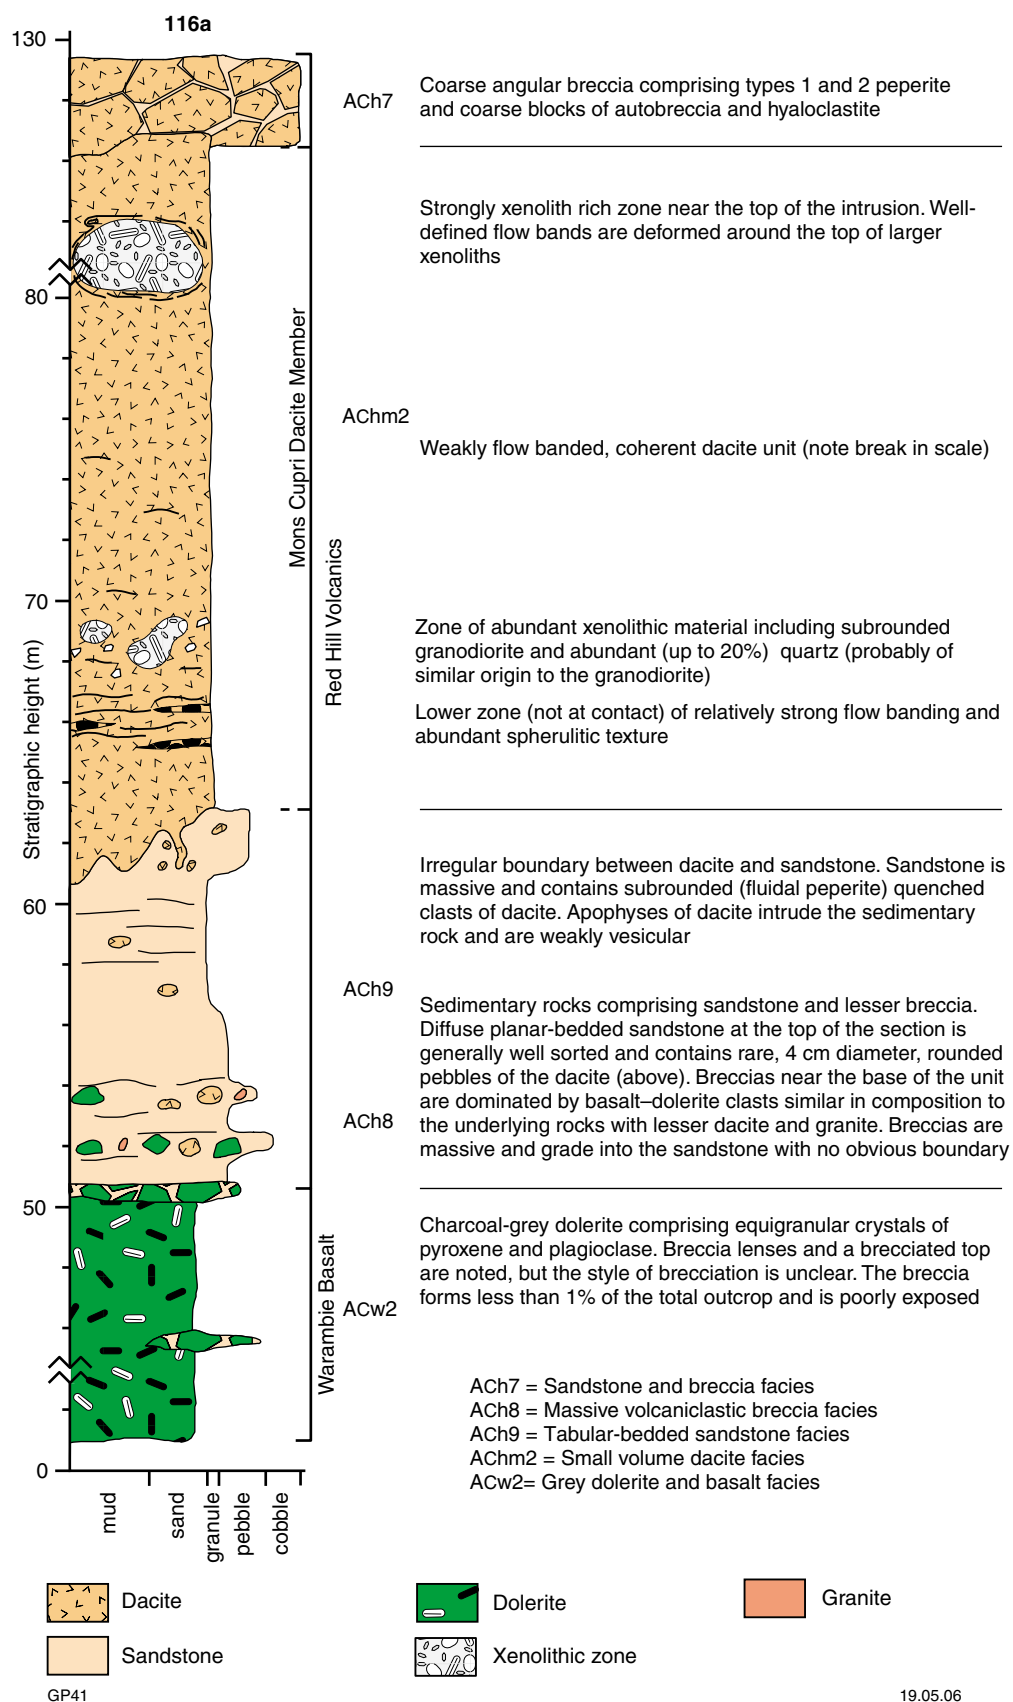 116a
130
ACh7
Coarse angular breccia comprising types 1 and 2 peperite
and coarse blocks of autobreccia and hyaloclastite
Strongly xenolith rich zone near the top of the intrusion. Well-
defined flow bands are deformed around the top of larger
xenoliths
80
Mons Cupri Dacite Member
AChm2
Weakly flow banded, coherent dacite unit (note break in scale)
Red Hill Volcanics
70
Zone of abundant xenolithic material including subrounded
granodiorite and abundant (up to 20%) quartz (probably of
similar origin to the granodiorite)
Lower zone (not at contact) of relatively strong flow banding and
abundant spherulitic texture
Stratigraphic height (m)
Irregular boundary between dacite and sandstone. Sandstone is
massive and contains subrounded (fluidal peperite) quenched
clasts of dacite. Apophyses of dacite intrude the sedimentary
rock and are weakly vesicular
60
ACh9
Sedimentary rocks comprising sandstone and lesser breccia.
Diffuse planar-bedded sandstone at the top of the section is
generally well sorted and contains rare, 4 cm diameter, rounded
pebbles of the dacite (above). Breccias near the base of the unit
are dominated by basalt–dolerite clasts similar in composition to
the underlying rocks with lesser dacite and granite. Breccias are
massive and grade into the sandstone with no obvious boundary
ACh8
50
Charcoal-grey dolerite comprising equigranular crystals of
pyroxene and plagioclase. Breccia lenses and a brecciated top
are noted, but the style of brecciation is unclear. The breccia
forms less than 1% of the total outcrop and is poorly exposed
Warambie Basalt
ACw2
ACh7 = Sandstone and breccia facies
ACh8 = Massive volcaniclastic breccia facies
ACh9 = Tabular-bedded sandstone facies
AChm2 = Small volume dacite facies
ACw2= Grey dolerite and basalt facies
0
mud
sand
granule
pebble
cobble
Dacite
Dolerite
Granite
Sandstone
Xenolithic zone
GP41
19.05.06